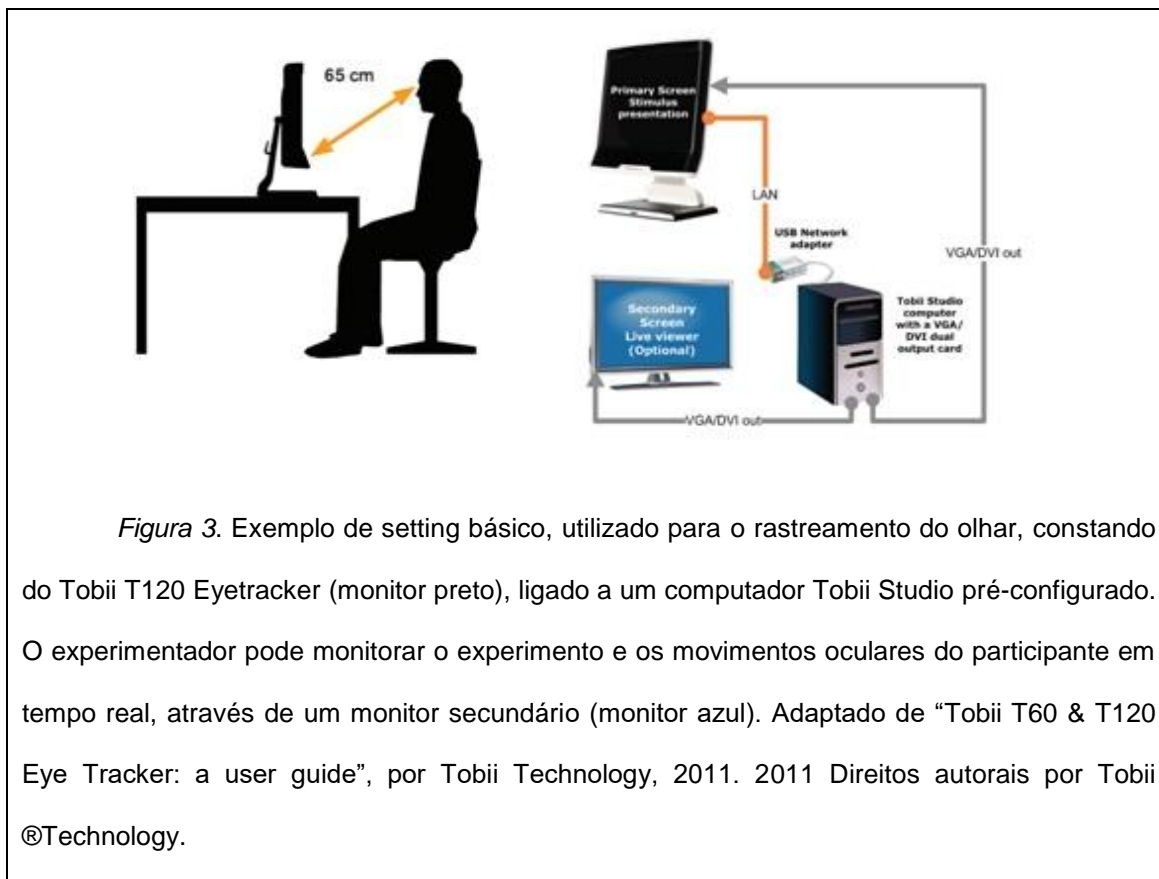 65 cm
Primary Screen
Stimulus
presentation
LAN
USB Network
adapter
VGA/DVI out
Secondary
Screen
Live viewer
(Optional)
Tobii Studio
computer
with a VGA/
DVI dual
output card
VGA/DVI out
Figura 3. Exemplo de setting básico, utilizado para o rastreamento do olhar, constando
do Tobii T120 Eyetracker (monitor preto), ligado a um computador Tobii Studio pré-configurado.
O experimentador pode monitorar o experimento e os movimentos oculares do participante em
tempo real, através de um monitor secundário (monitor azul). Adaptado de “Tobii T60 & T120
Eye Tracker: a user guide”, por Tobii Technology, 2011. 2011 Direitos autorais por Tobii
®Technology.